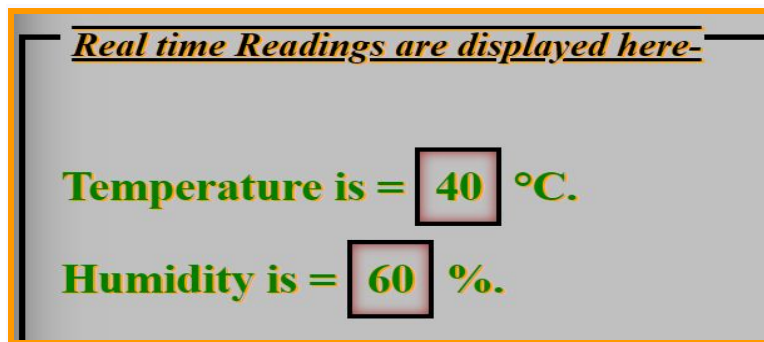 Real time Readings are displayed here-
Temperature is = 40 °C.
Humidity is = 60 %.